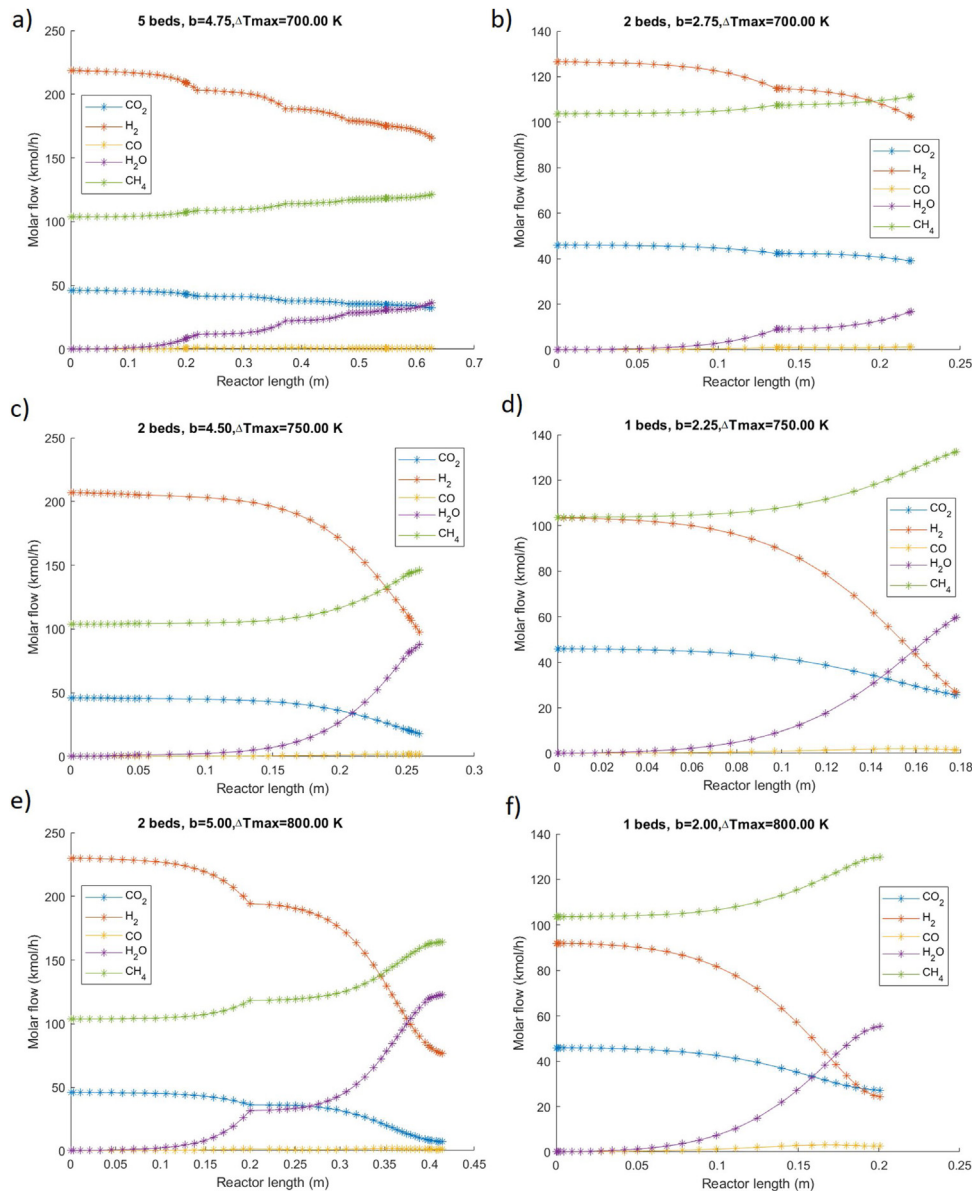 a)
5 beds, b=4.75,ΔTmax=700.00 K
250
200
150
100
50
0
Molar flow (kmol/h)
CO2
H2
CO
H2O
CH4
0 0.1 0.2 0.3 0.4 0.5 0.6 0.7
Reactor length (m)
b)
2 beds, b=2.75,ΔTmax=700.00 K
140
120
100
80
60
40
20
0
Molar flow (kmol/h)
CO2
H2
CO
H2O
CH4
0 0.05 0.1 0.15 0.2 0.25
Reactor length (m)
c)
2 beds, b=4.50,ΔTmax=750.00 K
250
200
150
100
50
0
Molar flow (kmol/h)
CO2
H2
CO
H2O
CH4
0 0.05 0.1 0.15 0.2 0.25 0.3
Reactor length (m)
d)
1 beds, b=2.25,ΔTmax=750.00 K
140
120
100
80
60
40
20
0
Molar flow (kmol/h)
CO2
H2
CO
H2O
CH4
0 0.02 0.04 0.06 0.08 0.1 0.12 0.14 0.16 0.18
Reactor length (m)
e)
2 beds, b=5.00,ΔTmax=800.00 K
250
200
150
100
50
0
Molar flow (kmol/h)
CO2
H2
CO
H2O
CH4
0 0.05 0.1 0.15 0.2 0.25 0.3 0.35 0.4 0.45
Reactor length (m)
f)
1 beds, b=2.00,ΔTmax=800.00 K
140
120
100
80
60
40
20
0
Molar flow (kmol/h)
CO2
H2
CO
H2O
CH4
0 0.05 0.1 0.15 0.2 0.25
Reactor length (m)